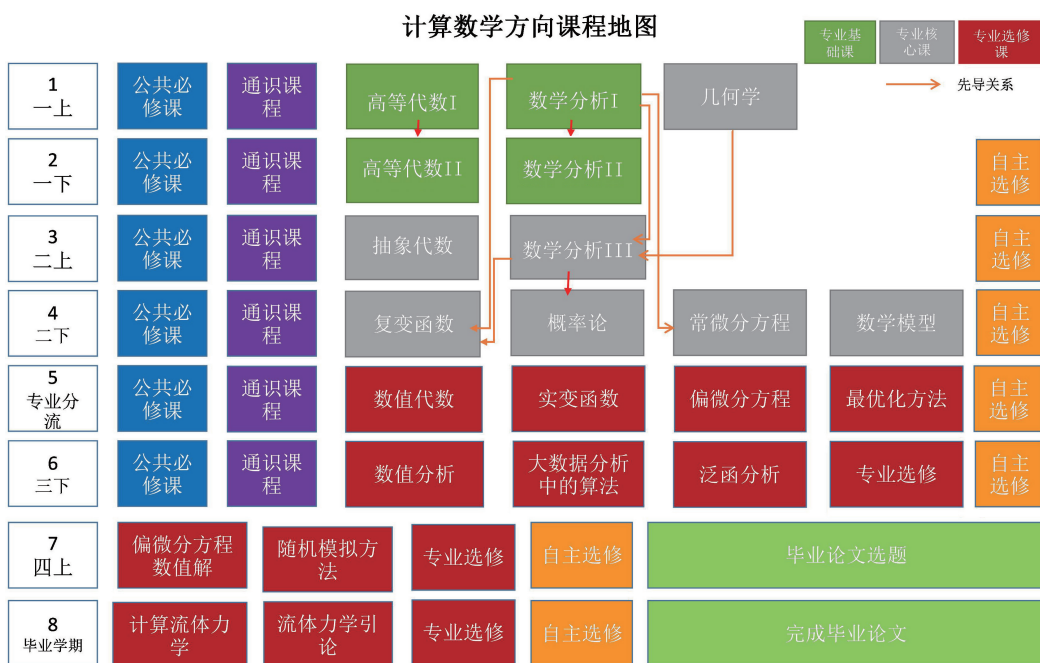 计算数学方向课程地图
专业基
础课
专业核
心课
专业选修
课
先导关系
1
一上
公共必
修课
通识课
程
高等代数I
数学分析I
几何学
2
一下
公共必
修课
通识课
程
高等代数II
数学分析II
自主
选修
3
二上
公共必
修课
通识课
程
抽象代数
数学分析III
自主
选修
4
二下
公共必
修课
通识课
程
复变函数
概率论
常微分方程
数学模型
自主
选修
5
专业分
流
公共必
修课
通识课
程
数值代数
实变函数
偏微分方程
最优化方法
自主
选修
6
三下
公共必
修课
通识课
程
数值分析
大数据分析
中的算法
泛函分析
专业选修
自主
选修
7
四上
偏微分方程
数值解
随机模拟方
法
专业选修
自主选修
毕业论文选题
8
毕业学期
计算流体力
学
流体力学引
论
专业选修
自主选修
完成毕业论文